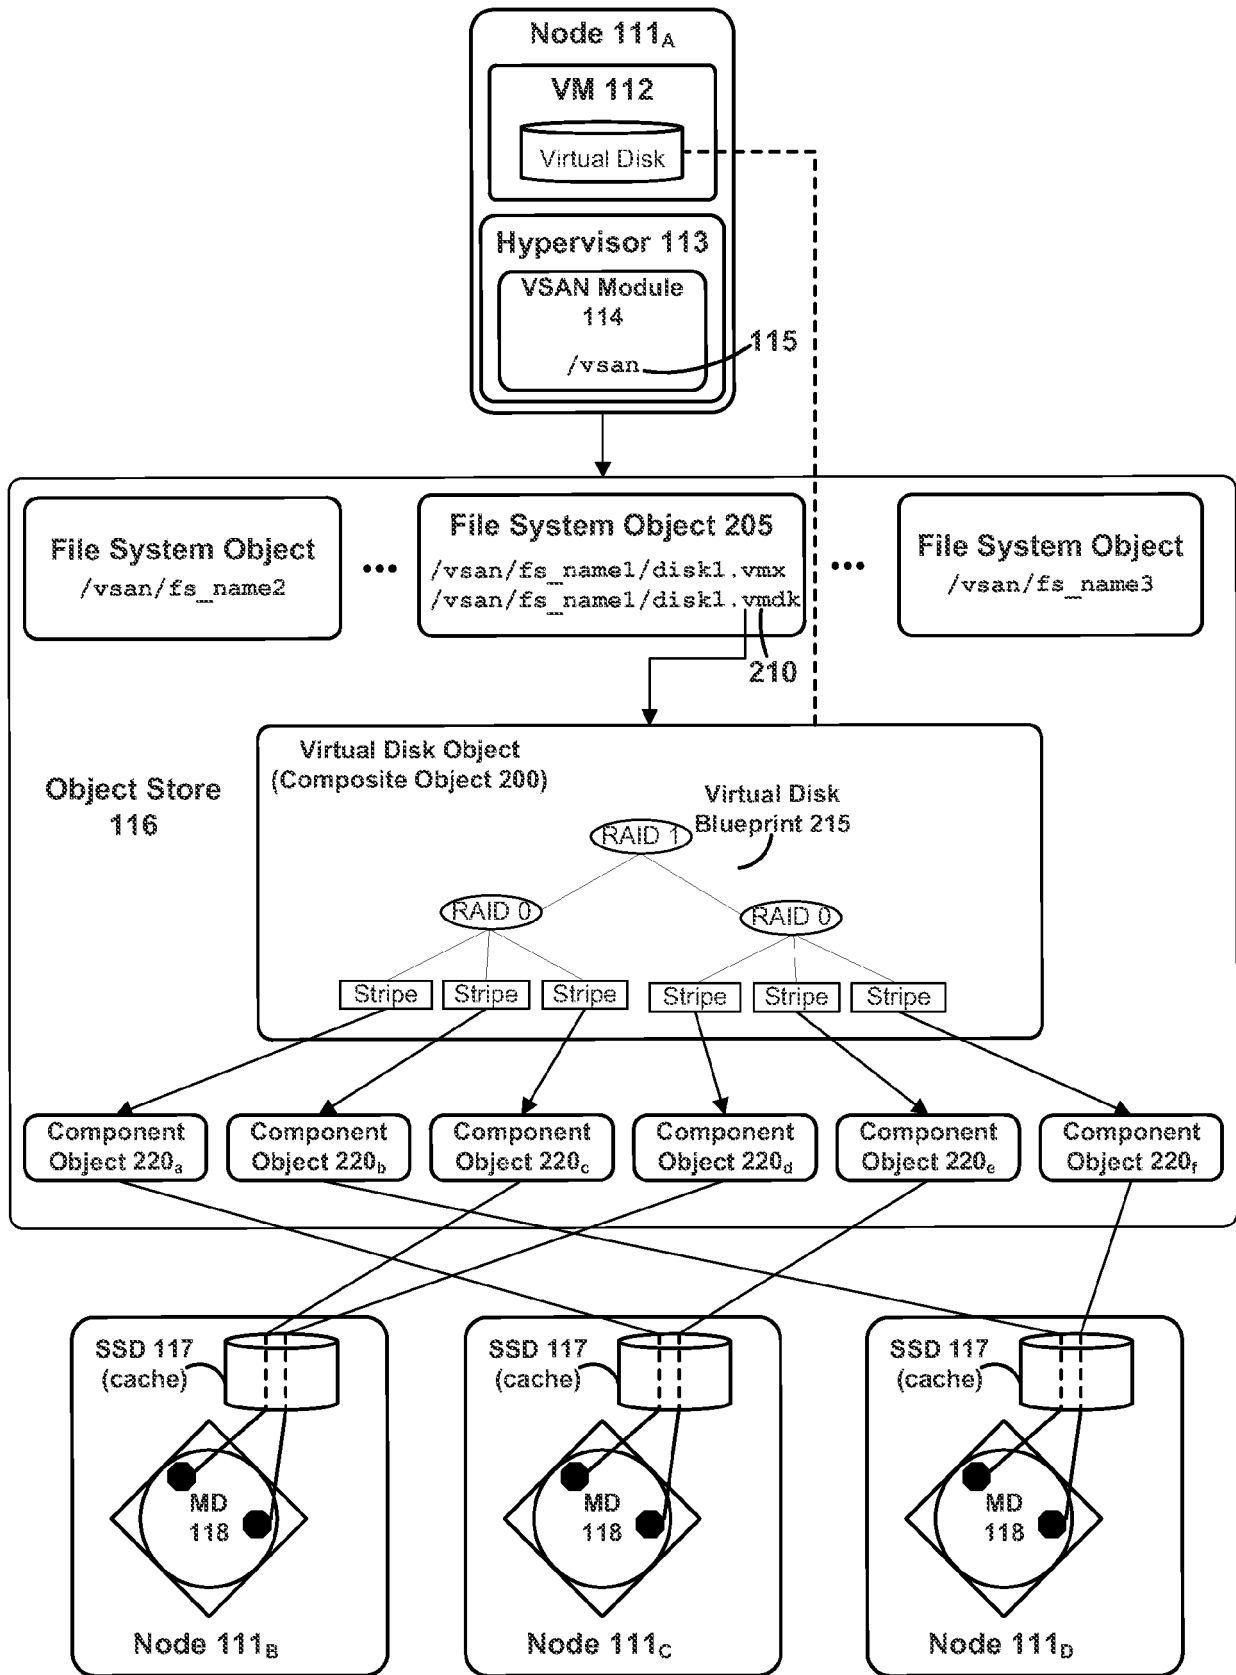 Node 111A
VM 112
Virtual Disk
Hypervisor 113
VSAN Module
114
/vsan
115
File System Object
/vsan/fs_name2
...
File System Object 205
/vsan/fs_name1/disk1.vmx
/vsan/fs_name1/disk1.vmdk
...
File System Object
/vsan/fs_name3
210
Object Store
116
Virtual Disk Object
(Composite Object 200)
Virtual Disk
Blueprint 215
RAID 1
RAID 0
RAID 0
Stripe
Stripe
Stripe
Stripe
Stripe
Stripe
Component
Object 220a
Component
Object 220b
Component
Object 220c
Component
Object 220d
Component
Object 220e
Component
Object 220f
SSD 117
(cache)
MD
118
Node 111B
SSD 117
(cache)
MD
118
Node 111C
SSD 117
(cache)
MD
118
Node 111D